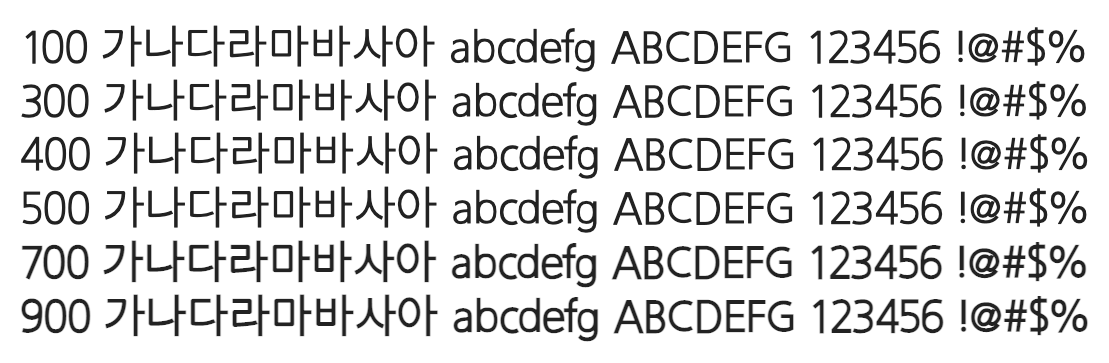 100 가나다라마바사아 abcdefg ABCDEFG 123456 !@#$%
300 가나다라마바사아 abcdefg ABCDEFG 123456 !@#$%
400 가나다라마바사아 abcdefg ABCDEFG 123456 !@#$%
500 가나다라마바사아 abcdefg ABCDEFG 123456 !@#$%
700 가나다라마바사아 abcdefg ABCDEFG 123456 !@#$%
900 가나다라마바사아 abcdefg ABCDEFG 123456 !@#$%